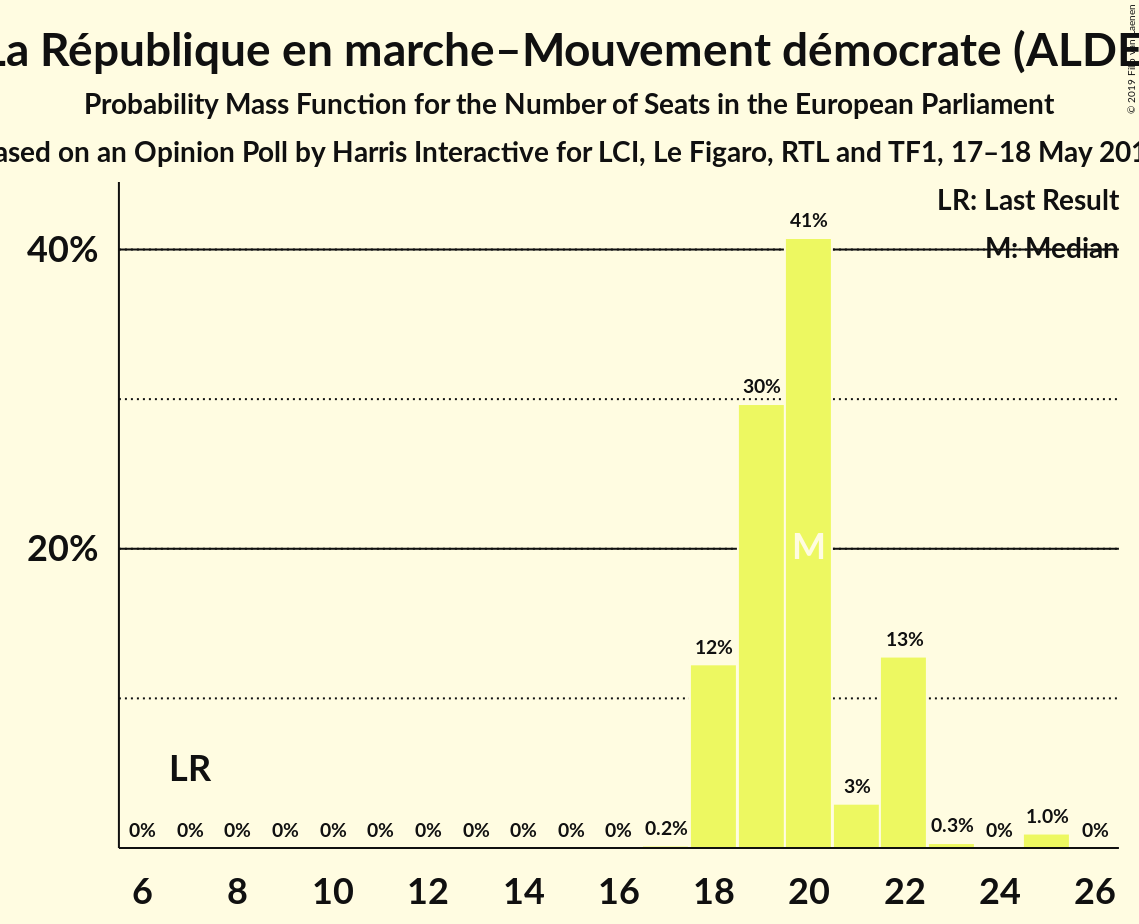 La République en marche–Mouvement démocrate (ALDE
Probability Mass Function for the Number of Seats in the European Parliament
ased on an Opinion Poll by Harris Interactive for LCI, Le Figaro, RTL and TF1, 17–18 May 201
LR: Last Result
M: Median
40%
20%
41%
30%
M
12%
13%
3%
LR
0% 0% 0% 0% 0% 0% 0% 0% 0% 0% 0% 0.2% 0.3% 0% 1.0% 0%
6 8 10 12 14 16 18 20 22 24 26
© 2019